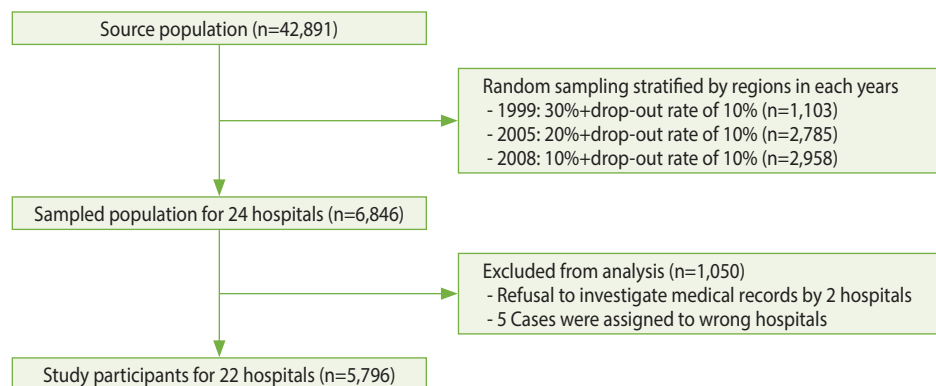 Source population (n=42,891)
Random sampling stratified by regions in each years
- 1999: 30%+drop-out rate of 10% (n=1,103)
- 2005: 20%+drop-out rate of 10% (n=2,785)
- 2008: 10%+drop-out rate of 10% (n=2,958)
Sampled population for 24 hospitals (n=6,846)
Excluded from analysis (n=1,050)
- Refusal to investigate medical records by 2 hospitals
- 5 Cases were assigned to wrong hospitals
Study participants for 22 hospitals (n=5,796)